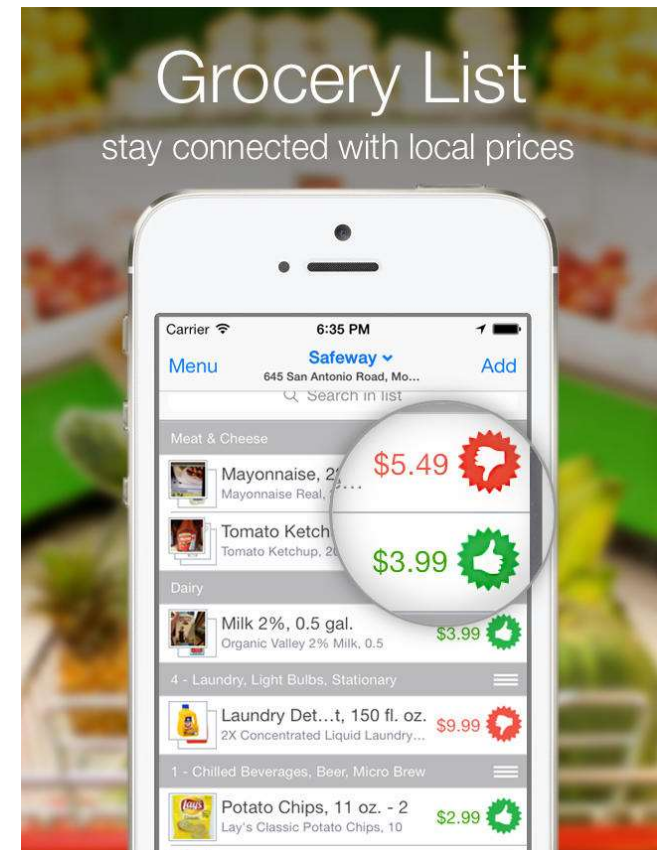 Grocery List
stay connected with local prices
Carrier 6:35 PM
Menu Safeway Add
645 San Antonio Road, Mo...
Search in list
Meat & Cheese
Mayonnaise, 2
$5.49
Mayonnaise Real,
Tomato Ketch
$3.99
Tomato Ketchup, 20
Dairy
Milk 2%, 0.5 gal.
$3.99
Organic Valley 2% Milk, 0.5
4 - Laundry, Light Bulbs, Stationary
Laundry Det...t, 150 fl. oz.
$9.99
2X Concentrated Liquid Laundry...
1 - Chilled Beverages, Beer, Micro Brew
Lay's
Potato Chips, 11 oz. - 2
$2.99
Lay's Classic Potato Chips, 10